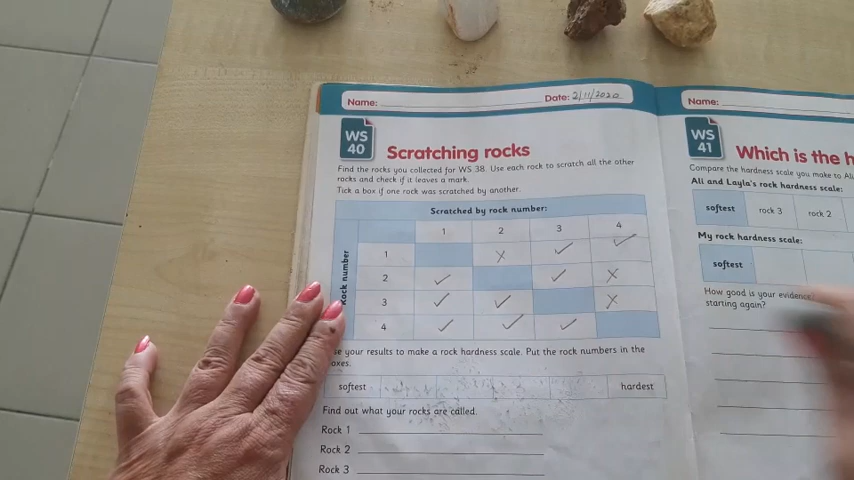 Name:
Date: 2/11/2020
WS
40
Scratching rocks
Find the rocks you collected for WS 38. Use each rock to scratch all the other
rocks and check if it leaves a mark.
Tick a box if one rock was scratched by another.
Scratched by rock number:
1 2 3 4
Rock number
1 X ✓ ✓
2 ✓ ✓ X
3 ✓ ✓ X
4 ✓ ✓ ✓
se your results to make a rock hardness scale. Put the rock numbers in the
oxes.
softest hardest
Find out what your rocks are called.
Rock 1
Rock 2
Rock 3
Name:
WS
41
Which is the h
Compare the hardness scale you make to Ali
Ali and Layla's rock hardness scale:
softest rock 3 rock 2
My rock hardness scale:
softest
How good is your evidence
starting again?